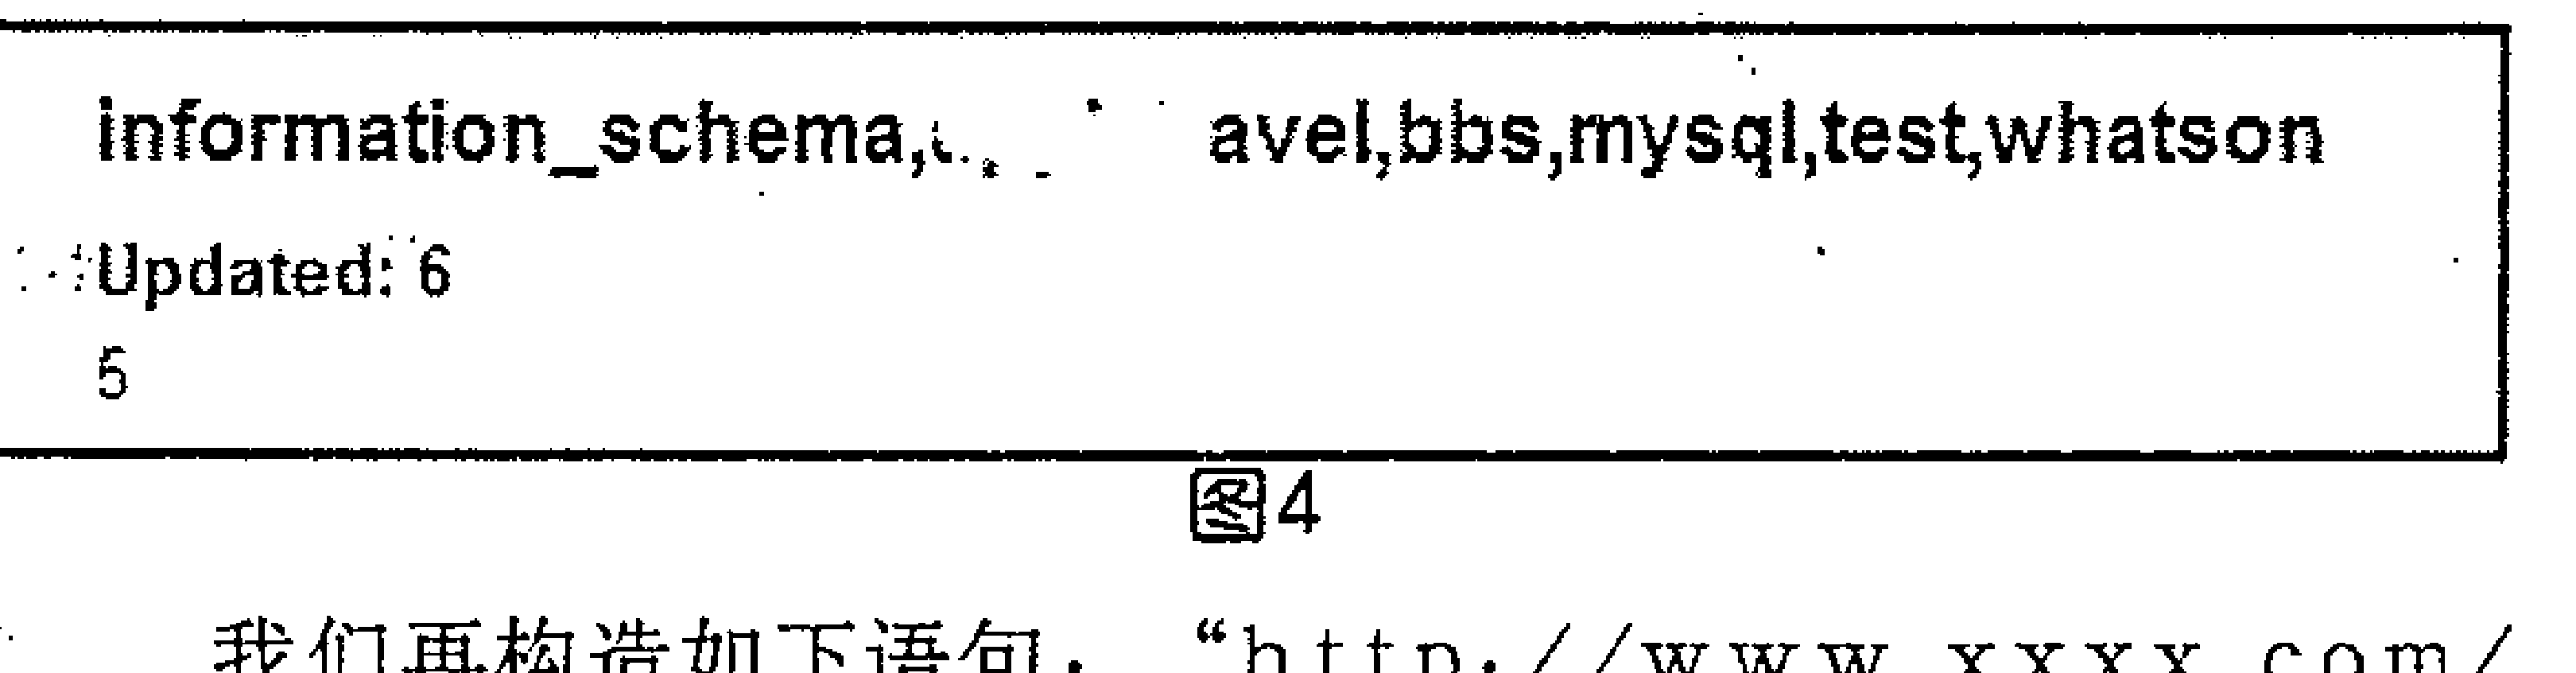 information_schema, avel,bbs,mysql,test,whatson
Updated: 6
5
图4
我们再构造如下语句: “http://www.xxxx.com/